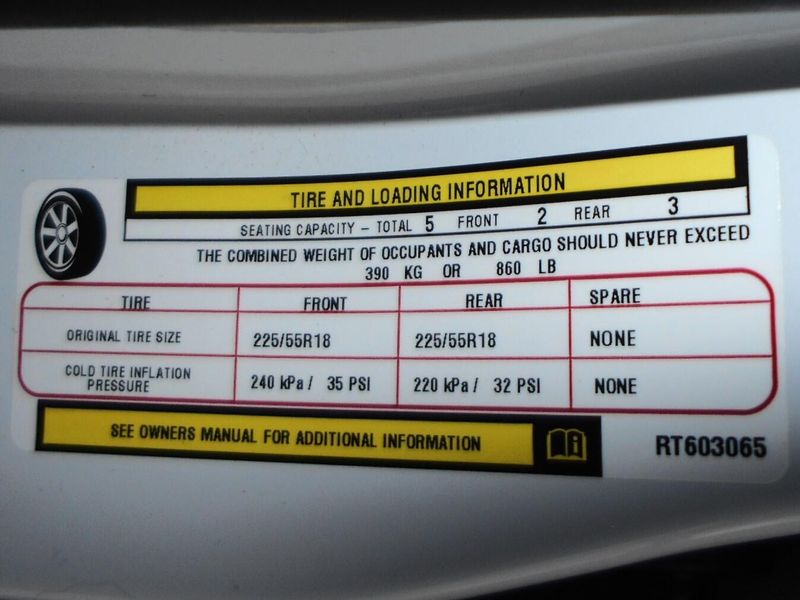 TIRE AND LOADING INFORMATION
SEATING CAPACITY – TOTAL 5 FRONT 2 REAR 3
THE COMBINED WEIGHT OF OCCUPANTS AND CARGO SHOULD NEVER EXCEED
390 KG OR 860 LB
TIRE FRONT REAR SPARE
ORIGINAL TIRE SIZE 225/55R18 225/55R18 NONE
COLD TIRE INFLATION
PRESSURE 240 kPa / 35 PSI 220 kPa / 32 PSI NONE
SEE OWNERS MANUAL FOR ADDITIONAL INFORMATION
RT603065